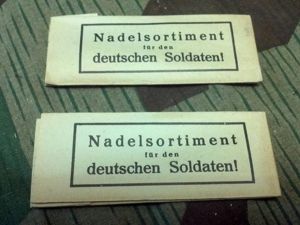 Nadelsortiment
für den
deutschen Soldaten!
Nadelsortiment
für den
deutschen Soldaten!